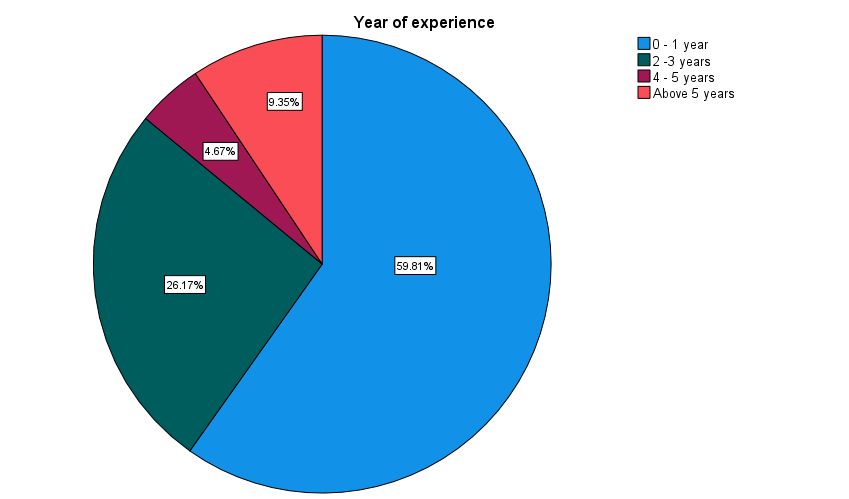 Year of experience
0 - 1 year
2 -3 years
4 - 5 years
Above 5 years
9.35%
4.67%
59.81%
26.17%